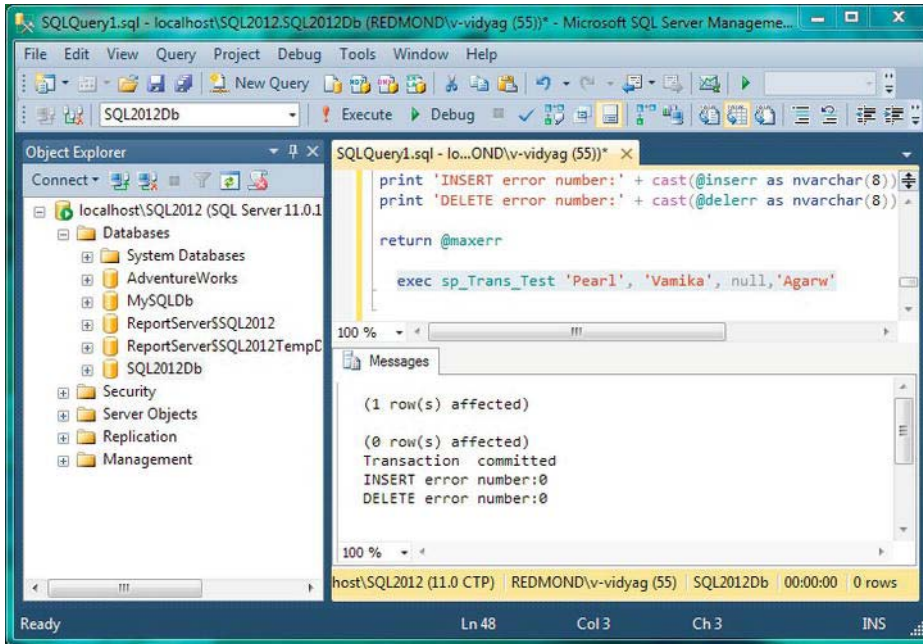 SQLQuery1.sql - localhost\SQL2012.SQL2012Db (REDMOND\v-vidyag (55))* - Microsoft SQL Server Manageme...
File Edit View Query Project Debug Tools Window Help
New Query
SQL2012Db Execute Debug
Object Explorer
Connect
localhost\SQL2012 (SQL Server 11.0.1
Databases
System Databases
AdventureWorks
MySQLDb
ReportServer$SQL2012
ReportServer$SQL2012TempD
SQL2012Db
Security
Server Objects
Replication
Management
SQLQuery1.sql - lo...OND\v-vidyag (55))*
print 'INSERT error number:' + cast(@inserr as nvarchar(8))
print 'DELETE error number:' + cast(@delerr as nvarchar(8))
return @maxerr
exec sp_Trans_Test 'Pearl', 'Vamika', null,'Agarw'
100 %
Messages
(1 row(s) affected)
(0 row(s) affected)
Transaction committed
INSERT error number:0
DELETE error number:0
100 %
host\SQL2012 (11.0 CTP) REDMOND\v-vidyag (55) SQL2012Db 00:00:00 0 rows
Ready Ln 48 Col 3 Ch 3 INS